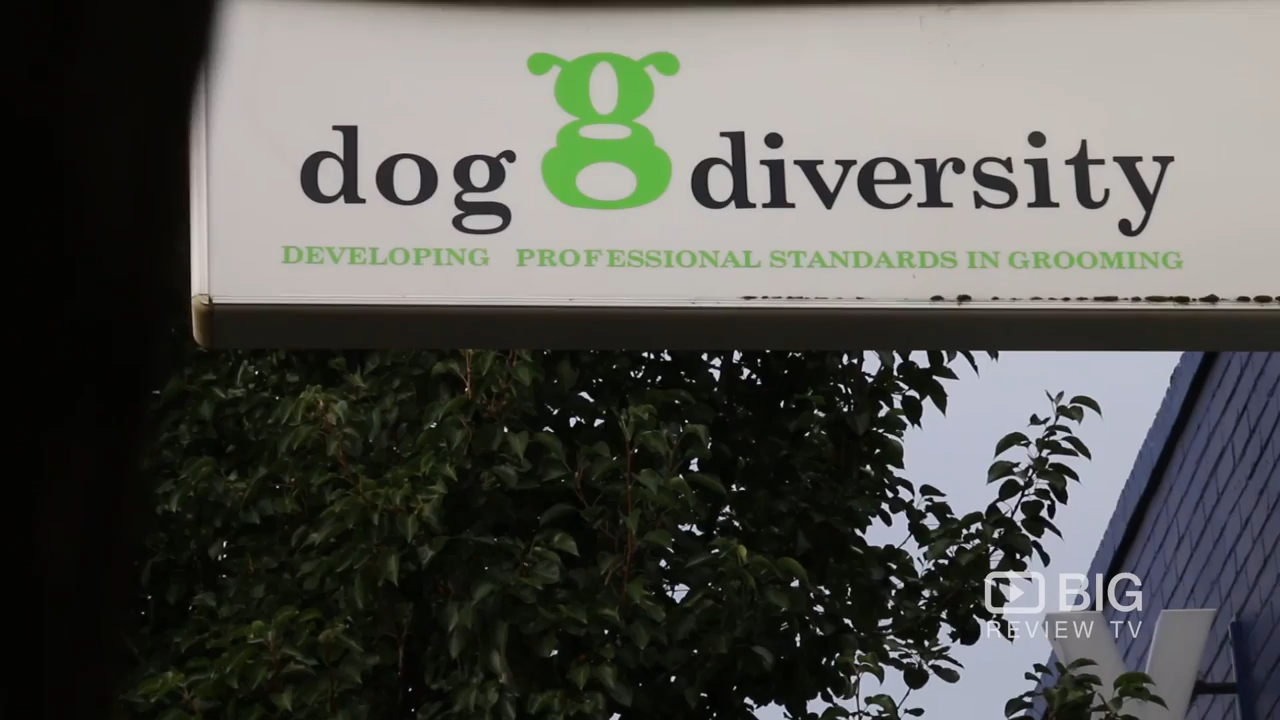 dog g diversity
DEVELOPING PROFESSIONAL STANDARDS IN GROOMING
BIG
REVIEW TV